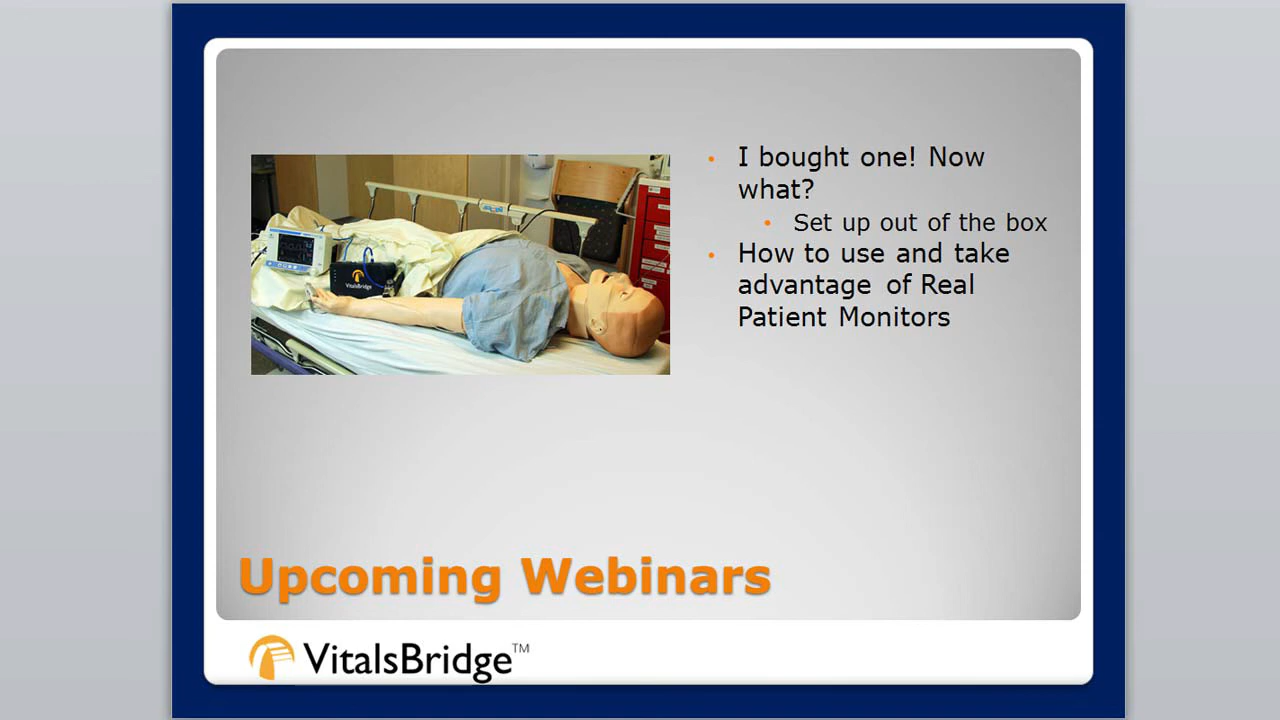 I bought one! Now
what?
Set up out of the box
How to use and take
advantage of Real
Patient Monitors
VitalsBridge
Upcoming Webinars
VitalsBridge™